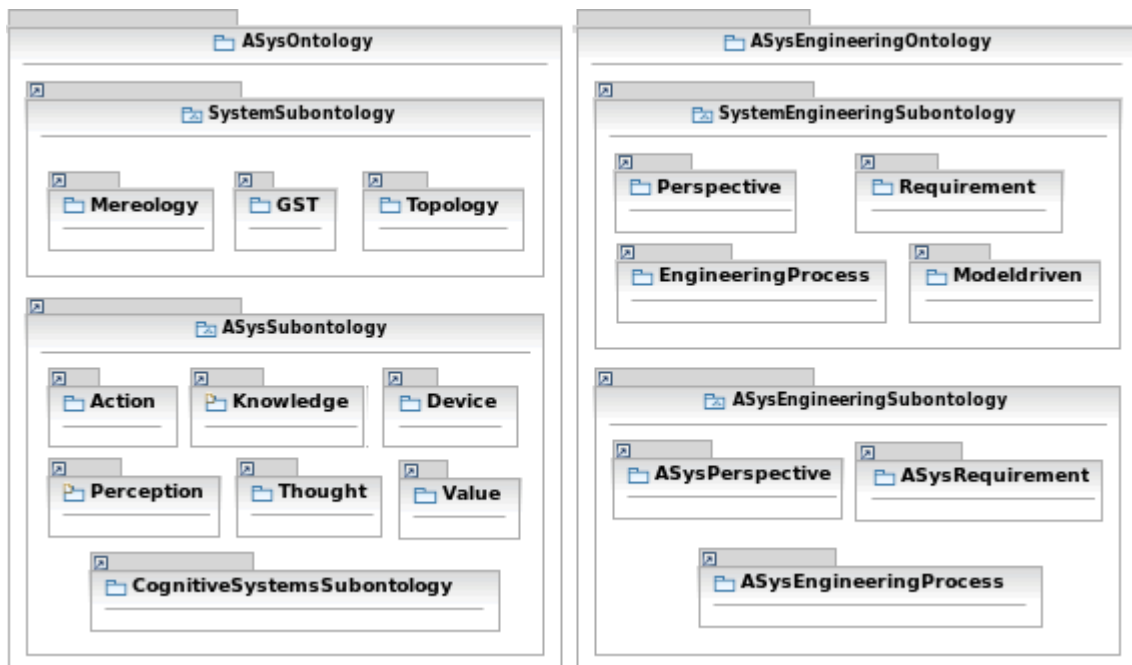 ASysOntology
SystemSubontology
Mereology
GST
Topology
ASysSubontology
Action
Knowledge
Device
Perception
Thought
Value
CognitiveSystemsSubontology
ASysEngineeringOntology
SystemEngineeringSubontology
Perspective
Requirement
EngineeringProcess
Modeldriven
ASysEngineeringSubontology
ASysPerspective
ASysRequirement
ASysEngineeringProcess